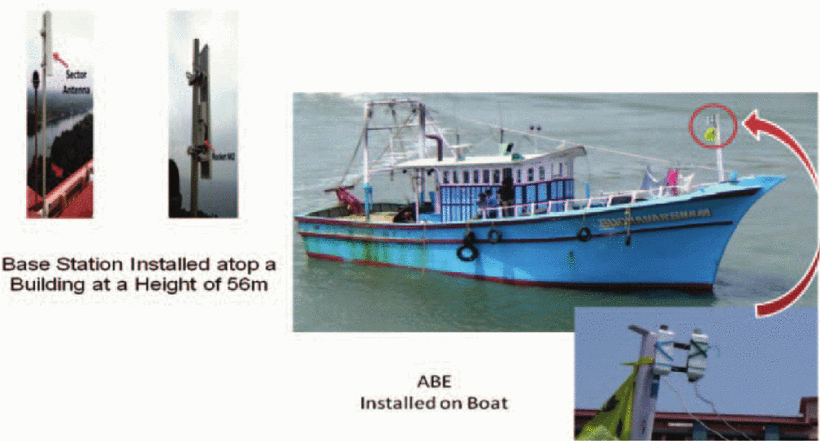 Sector
Antenna
Rocket M2
Base Station Installed atop a
Building at a Height of 56m
ABE
Installed on Boat